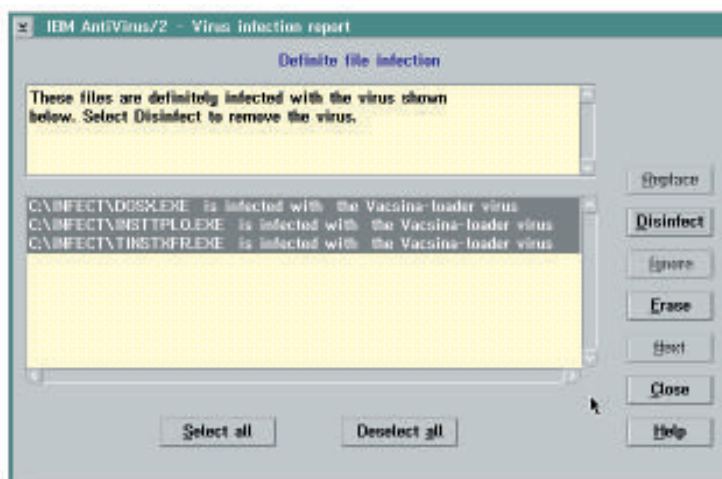 IBM AntiVirus/2 - Virus infection report
Definite file infection
These files are definitely infected with the virus shown
below. Select Disinfect to remove the virus.
C:\INFECT\DOSX.EXE is infected with the Vacsina-loader virus
C:\INFECT\INSTTPLO.EXE is infected with the Vacsina-loader virus
C:\INFECT\TINSTXFR.EXE is infected with the Vacsina-loader virus
Replace
Disinfect
Ignore
Erase
Next
Close
Help
Select all
Deselect all